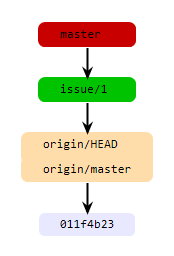 master
issue/1
origin/HEAD
origin/master
011f4b23